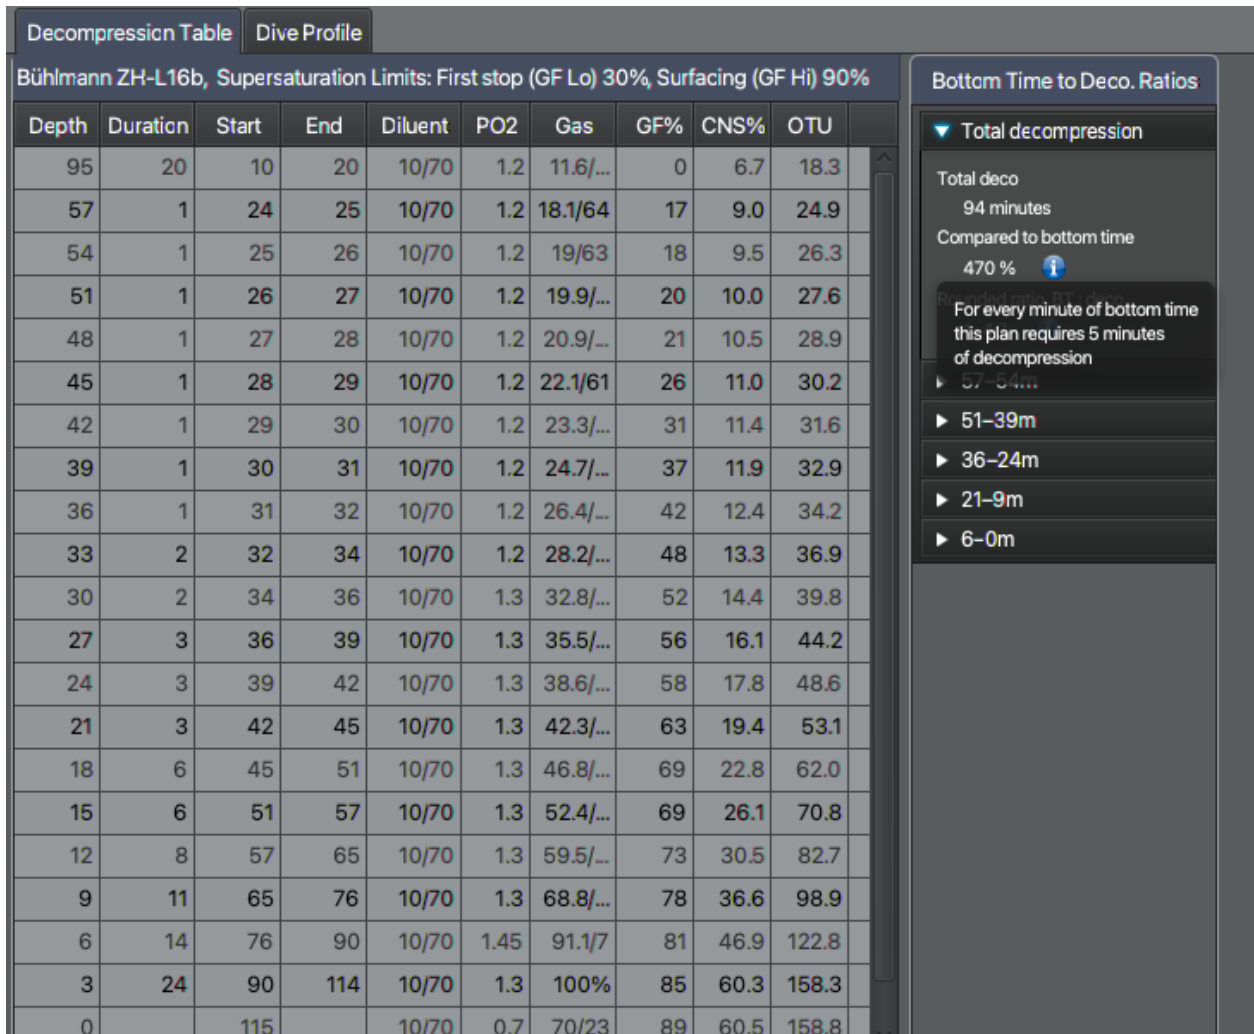 Decompression Table Dive Profile
Bühlmann ZH-L16b, Supersaturation Limits: First stop (GF Lo) 30%, Surfacing (GF Hi) 90%
Depth Duration Start End Diluent PO2 Gas GF% CNS% OTU
95 20 10 20 10/70 1.2 11.6/... 0 6.7 18.3
57 1 24 25 10/70 1.2 18.1/64 17 9.0 24.9
54 1 25 26 10/70 1.2 19/63 18 9.5 26.3
51 1 26 27 10/70 1.2 19.9/... 20 10.0 27.6
48 1 27 28 10/70 1.2 20.9/... 21 10.5 28.9
45 1 28 29 10/70 1.2 22.1/61 26 11.0 30.2
42 1 29 30 10/70 1.2 23.3/... 31 11.4 31.6
39 1 30 31 10/70 1.2 24.7/... 37 11.9 32.9
36 1 31 32 10/70 1.2 26.4/... 42 12.4 34.2
33 2 32 34 10/70 1.2 28.2/... 48 13.3 36.9
30 2 34 36 10/70 1.3 32.8/... 52 14.4 39.8
27 3 36 39 10/70 1.3 35.5/... 56 16.1 44.2
24 3 39 42 10/70 1.3 38.6/... 58 17.8 48.6
21 3 42 45 10/70 1.3 42.3/... 63 19.4 53.1
18 6 45 51 10/70 1.3 46.8/... 69 22.8 62.0
15 6 51 57 10/70 1.3 52.4/... 69 26.1 70.8
12 8 57 65 10/70 1.3 59.5/... 73 30.5 82.7
9 11 65 76 10/70 1.3 68.8/... 78 36.6 98.9
6 14 76 90 10/70 1.45 91.1/7 81 46.9 122.8
3 24 90 114 10/70 1.3 100% 85 60.3 158.3
0 115 10/70 0.7 70/23 89 60.5 158.8
Bottom Time to Deco. Ratios
Total decompression
Total deco
94 minutes
Compared to bottom time
470 %
Rounded ratio, BT : deco
For every minute of bottom time
this plan requires 5 minutes
of decompression
57–54m
51–39m
36–24m
21–9m
6–0m